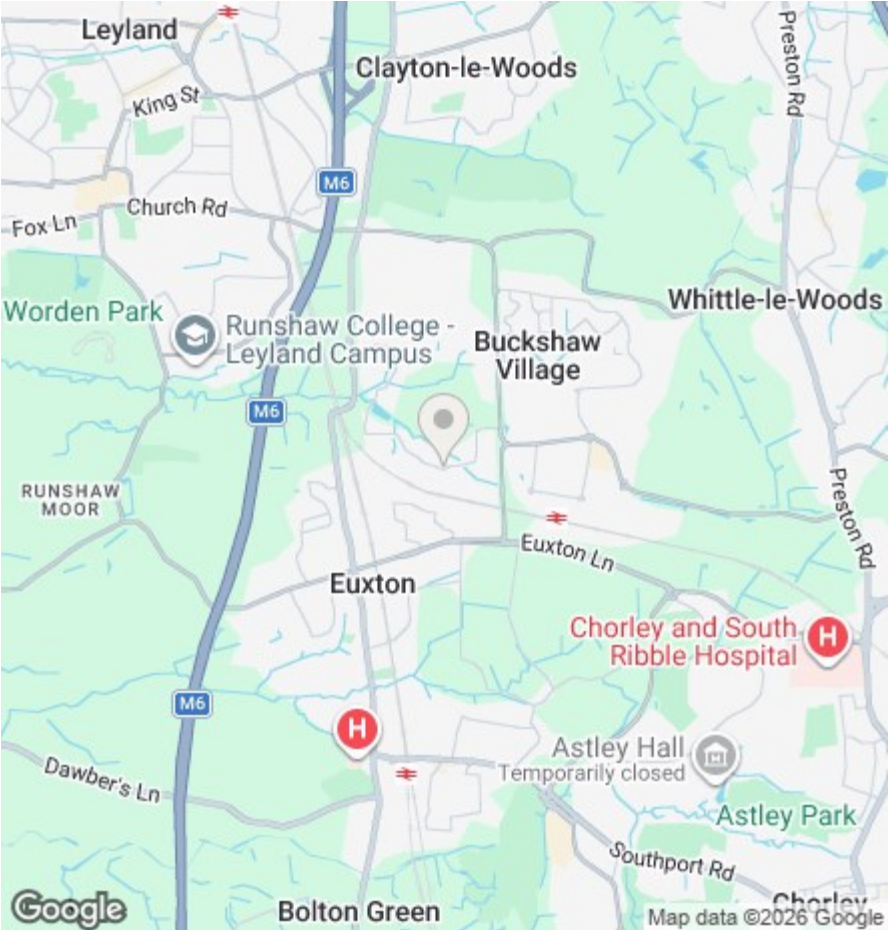 Leyland
Clayton-le-Woods
Preston Rd
King St
M6
Church Rd
Fox Ln
Worden Park
Whittle-le-Woods
Runshaw College -
Leyland Campus
Buckshaw
Village
M6
RUNSHAW
MOOR
Preston Rd
Euxton Ln
Euxton
Chorley and South
Ribble Hospital
H
M6
H
Astley Hall
Temporarily closed
Dawber's Ln
Astley Park
Southport Rd
Chorley
Bolton Green
Google
Map data ©2026 Google